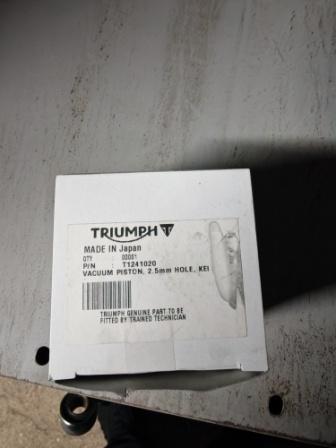 TRIUMPH
MADE IN Japan
QTY : 00001
P/N : T1241020
VACUUM PISTON, 2.5mm HOLE, KEI
TRIUMPH GENUINE PART TO BE
FITTED BY TRAINED TECHNICIAN